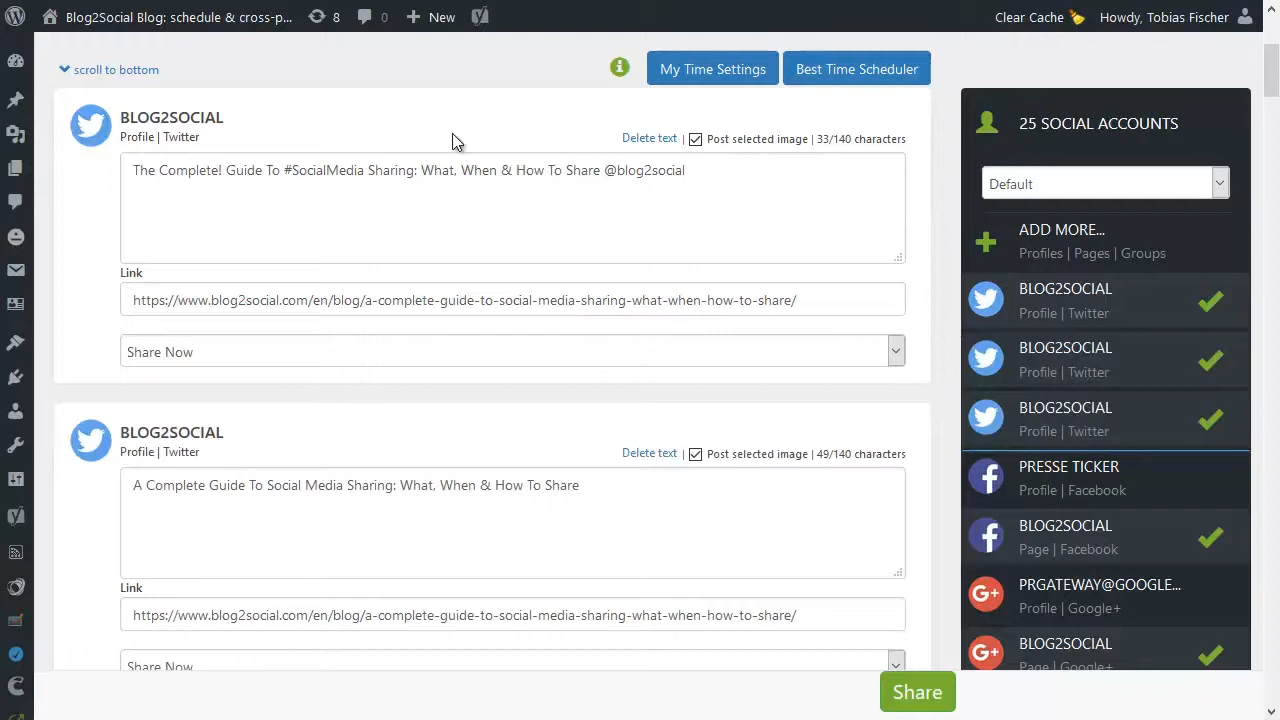 Blog2Social Blog: schedule & cross-p... 8 0 New Clear Cache Howdy, Tobias Fischer
scroll to bottom My Time Settings Best Time Scheduler
BLOG2SOCIAL
Profile | Twitter
Delete text | Post selected image | 33/140 characters
The Complete! Guide To #SocialMedia Sharing: What, When & How To Share @blog2social
Link
https://www.blog2social.com/en/blog/a-complete-guide-to-social-media-sharing-what-when-how-to-share/
Share Now
BLOG2SOCIAL
Profile | Twitter
Delete text | Post selected image | 49/140 characters
A Complete Guide To Social Media Sharing: What, When & How To Share
Link
https://www.blog2social.com/en/blog/a-complete-guide-to-social-media-sharing-what-when-how-to-share/
Share Now
Share
25 SOCIAL ACCOUNTS
Default
ADD MORE...
Profiles | Pages | Groups
BLOG2SOCIAL
Profile | Twitter
BLOG2SOCIAL
Profile | Twitter
BLOG2SOCIAL
Profile | Twitter
PRESSE TICKER
Profile | Facebook
BLOG2SOCIAL
Page | Facebook
PRGATEWAY@GOOGLE...
Profile | Google+
BLOG2SOCIAL
Page | Google+